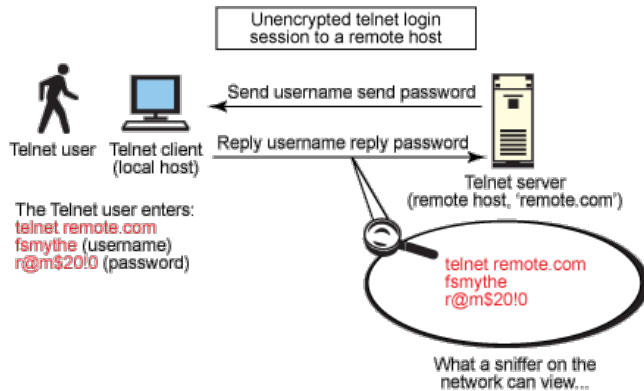 Unencrypted telnet login
session to a remote host
Send username send password
Reply username reply password
Telnet user
Telnet client
(local host)
Telnet server
(remote host, 'remote.com')
The Telnet user enters:
telnet remote.com
fsmythe (username)
r@m$20!0 (password)
telnet remote.com
fsmythe
r@m$20!0
What a sniffer on the
network can view...